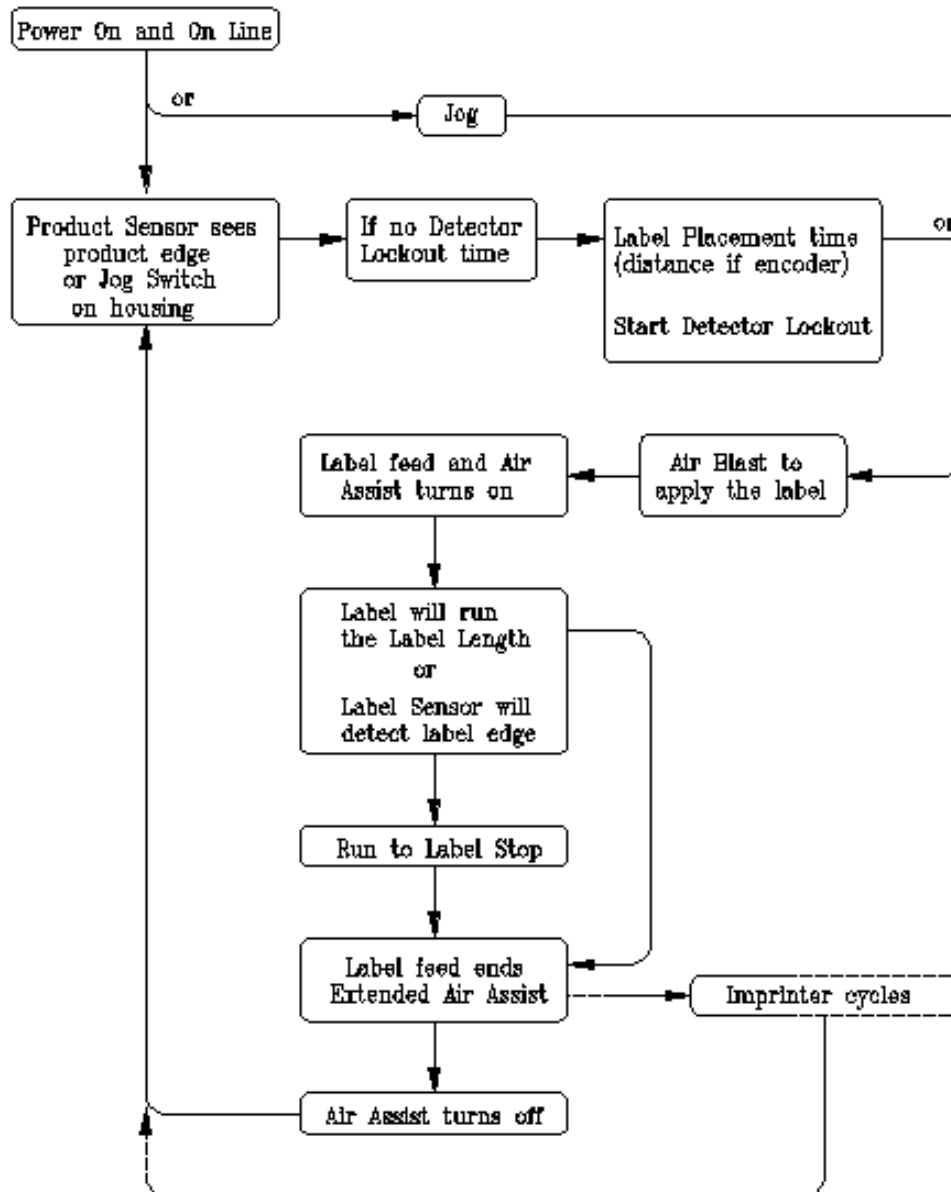 Power On and On Line
or
Jog
Product Sensor sees
product edge
or Jog Switch
on housing
If no Detector
Lockout time
Label Placement time
(distance if encoder)
Start Detector Lockout
or
Label feed and Air
Assist turns on
Air Blast to
apply the label
Label will run
the Label Length
or
Label Sensor will
detect label edge
Run to Label Stop
Label feed ends
Extended Air Assist
Imprinter cycles
Air Assist turns off